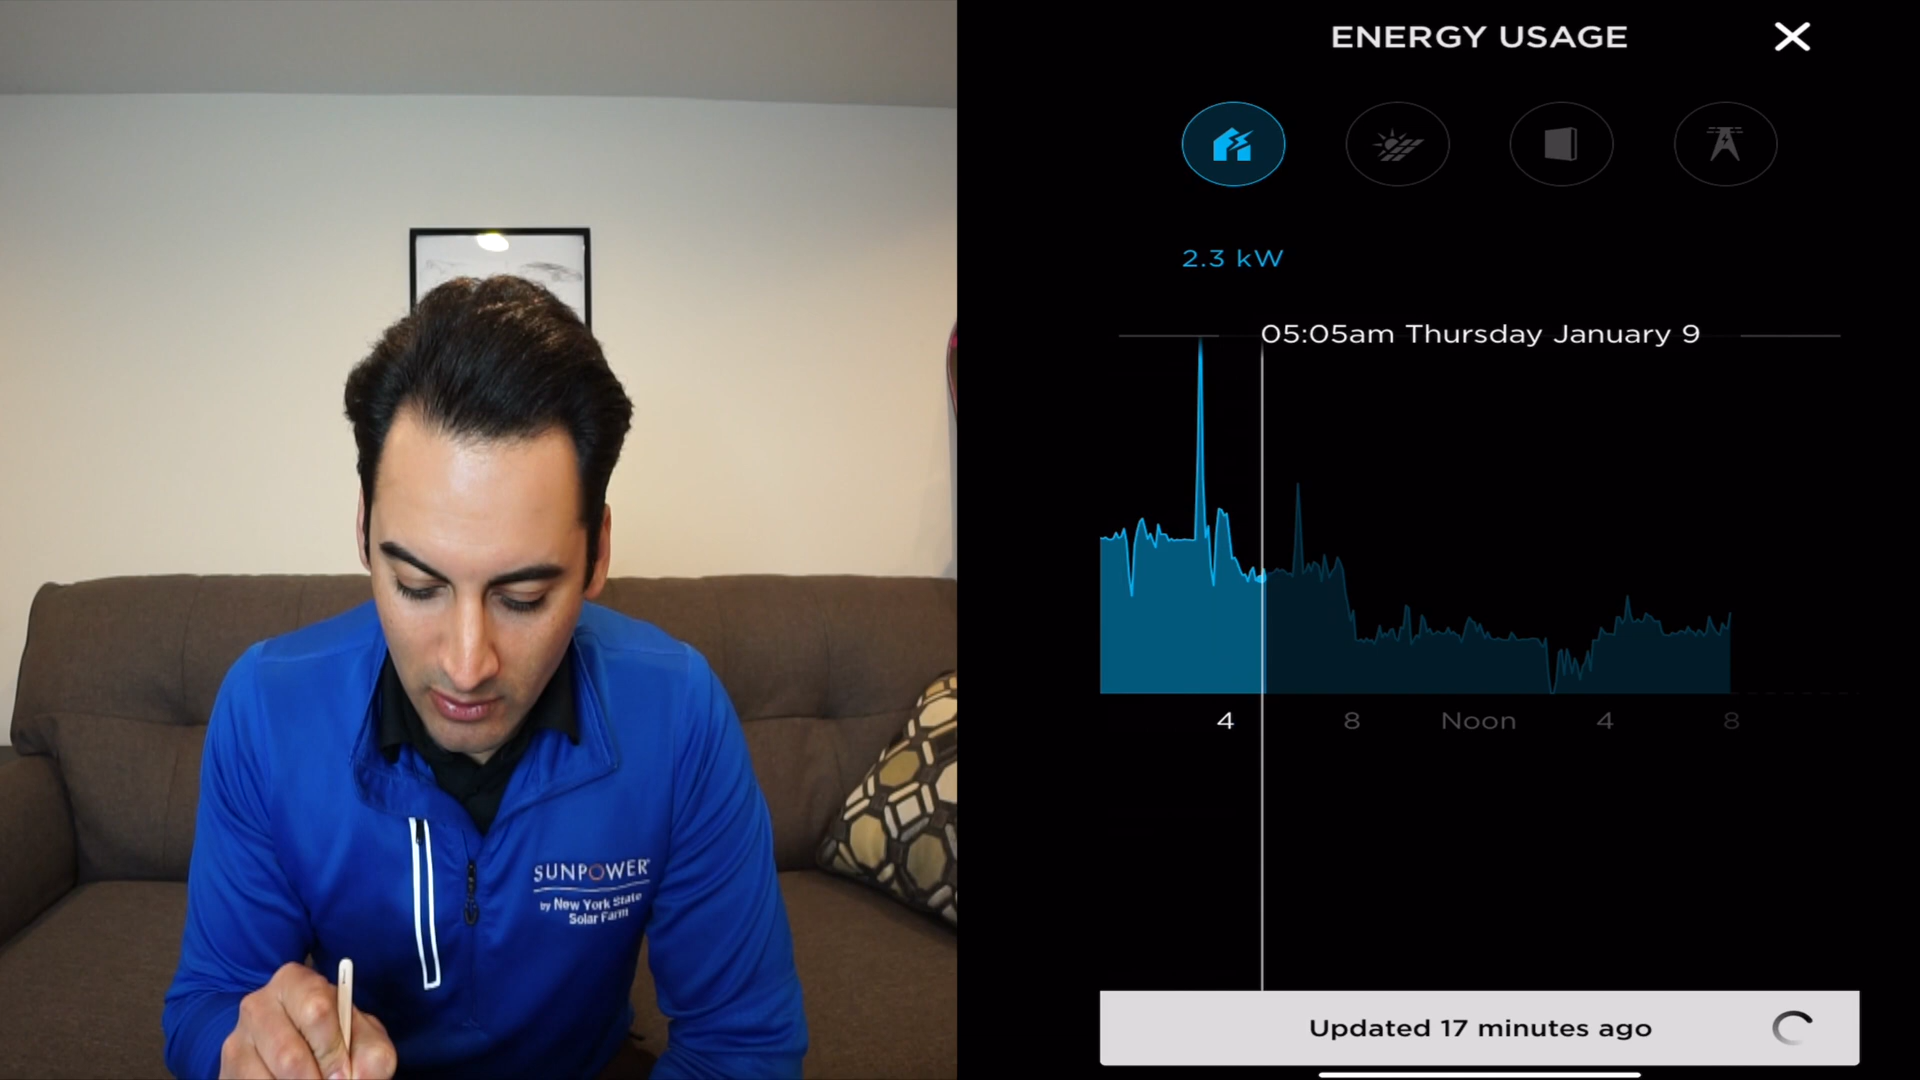 ENERGY USAGE
2.3 kW
05:05am Thursday January 9
4 8 Noon 4 8
Updated 17 minutes ago
SUNPOWER
by New York State
Solar Farm